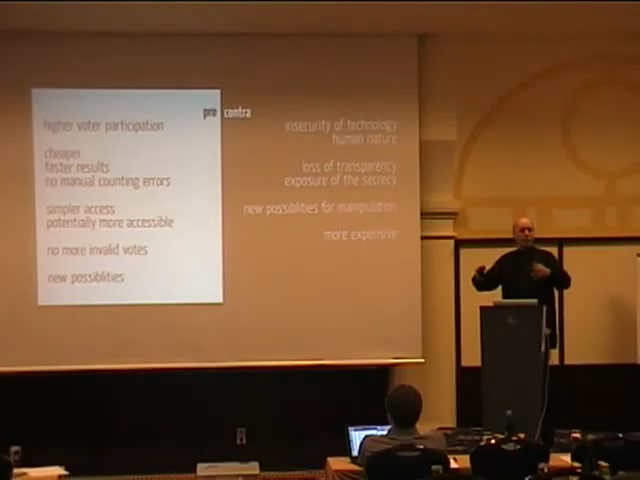 pro contra
higher voter participation
cheaper
faster results
no manual counting errors
simpler access
potentially more accessible
no more invalid votes
new possiblities
insecurity of technology
human nature
loss of transparency
exposure of the secrecy
new possiblities for manipulation
more expensive